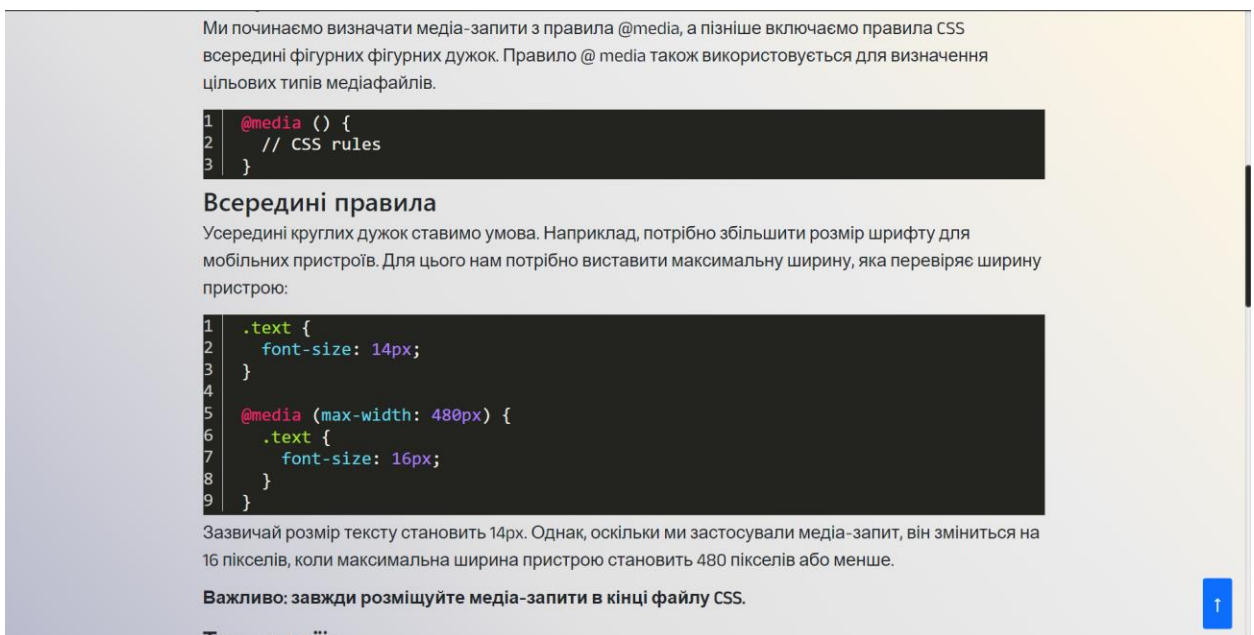 Ми починаємо визначати медіа-запити з правила @media, а пізніше включаємо правила CSS
всередині фігурних фігурних дужок. Правило @ media також використовується для визначення
цільових типів медіафайлів.
1 @media () {
2 // CSS rules
3 }
Всередині правила
Усередині круглих дужок ставимо умова. Наприклад, потрібно збільшити розмір шрифту для
мобільних пристроїв. Для цього нам потрібно виставити максимальну ширину, яка перевіряє ширину
пристрою:
1 .text {
2 font-size: 14px;
3 }
4
5 @media (max-width: 480px) {
6 .text {
7 font-size: 16px;
8 }
9 }
Зазвичай розмір тексту становить 14px. Однак, оскільки ми застосували медіа-запит, він зміниться на
16 пікселів, коли максимальна ширина пристрою становить 480 пікселів або менше.
Важливо: завжди розміщуйте медіа-запити в кінці файлу CSS.
↑